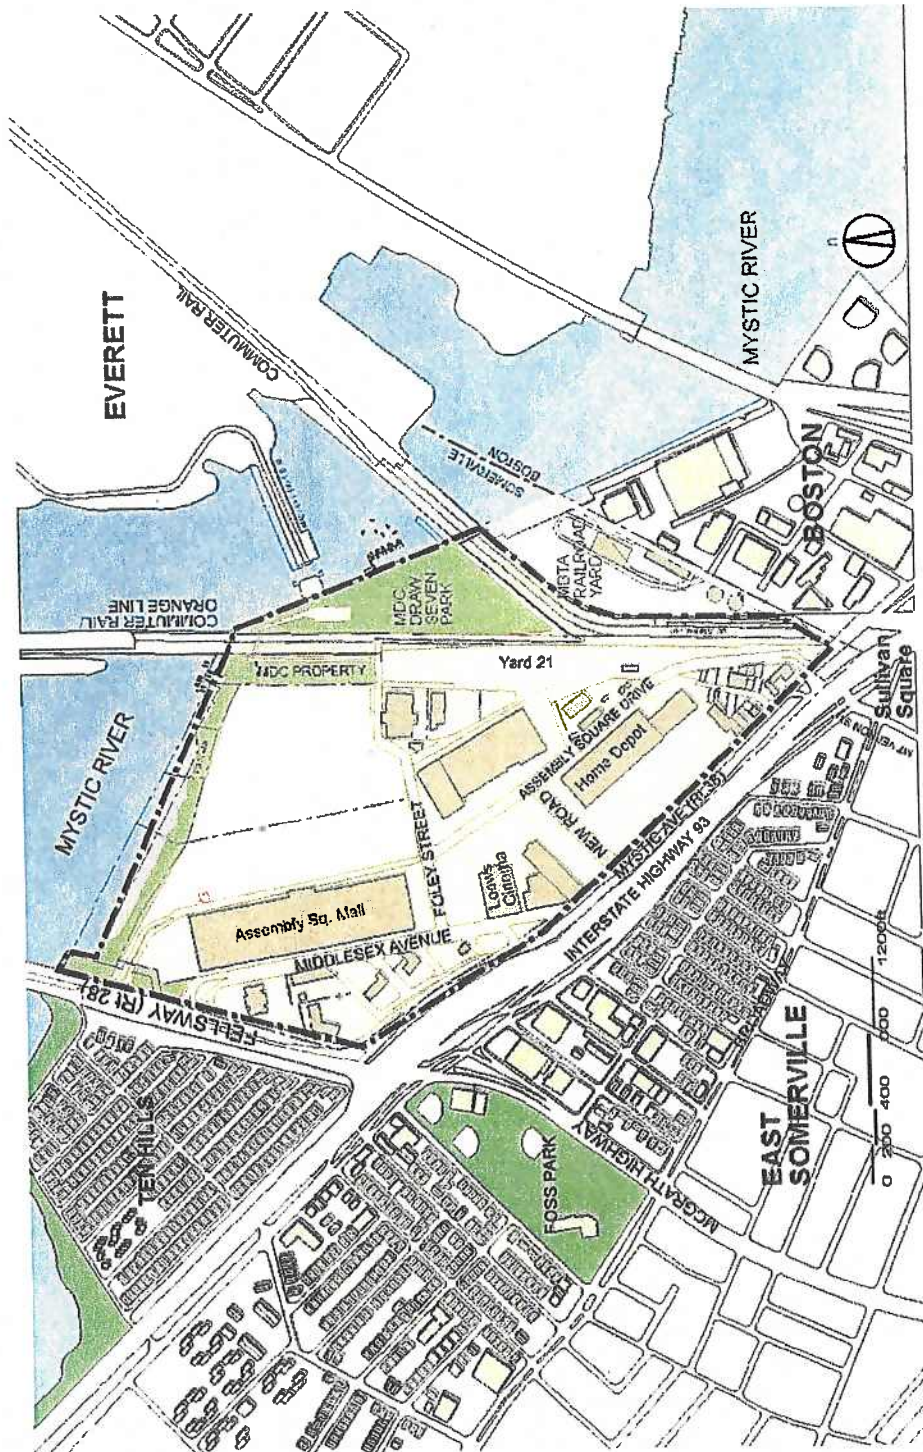 EVERETT
COMMUTER RAIL
MYSTIC RIVER
n
SOMERVILLE
BOSTON
BOSTON
COMMUTER RAIL/
ORANGE LINE
MDC
DRAW
SEVEN
PARK
MBTA
RAILROAD
YARD
MDC PROPERTY
Yard 21
MYSTIC RIVER
ASSEMBLY SQUARE DRIVE
Home Depot
NEW ROAD
FOLEY STREET
Loews
Cinema
Assembly Sq. Mall
MIDDLESEX AVENUE
MYSTIC AVE (Rt 38)
INTERSTATE HIGHWAY 93
Sullivan
Square
FELLSWAY (Rt 28)
TEN HILLS
FOSS PARK
MCGRATH HIGHWAY
BROADWAY
EAST
SOMERVILLE
0 200 400 800 1200ft